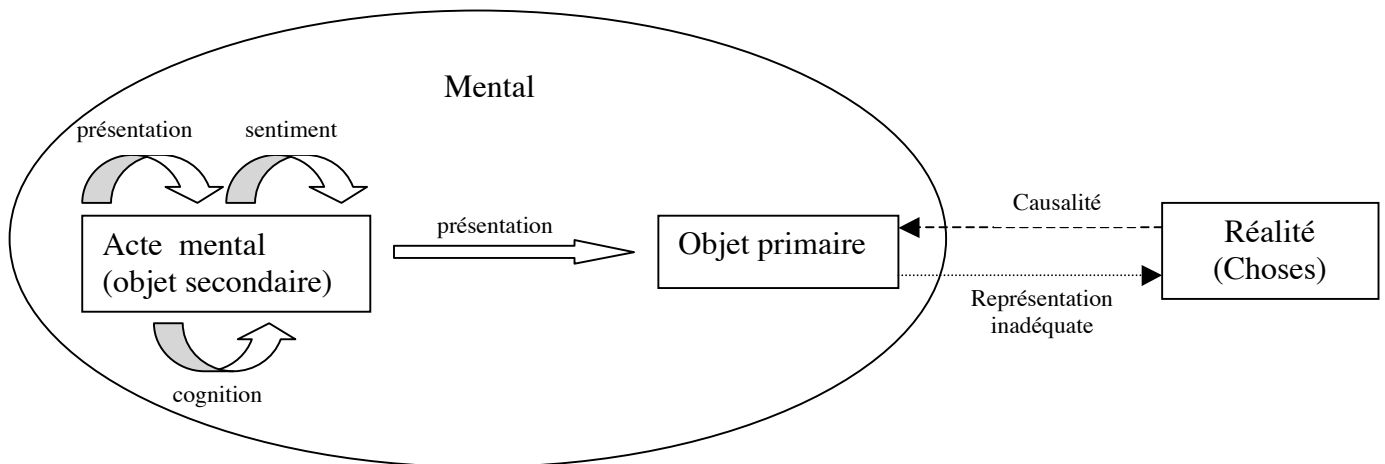 Mental
présentation
sentiment
Acte mental
(objet secondaire)
cognition
présentation
Objet primaire
Causalité
Représentation
inadéquate
Réalité
(Choses)